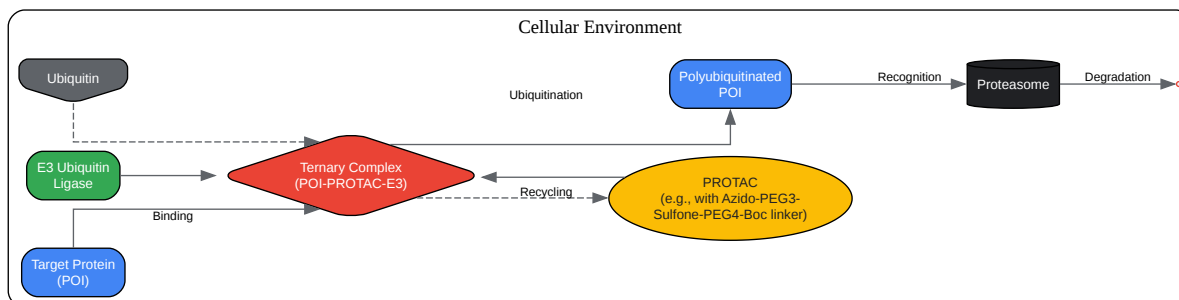 Cellular Environment
Ubiquitin
Polyubiquitinated
POI
Recognition
Proteasome
Degradation
Ubiquitination
E3 Ubiquitin
Ligase
Ternary Complex
(POI-PROTAC-E3)
Recycling
PROTAC
(e.g., with Azido-PEG3-
Sulfone-PEG4-Boc linker)
Binding
Target Protein
(POI)